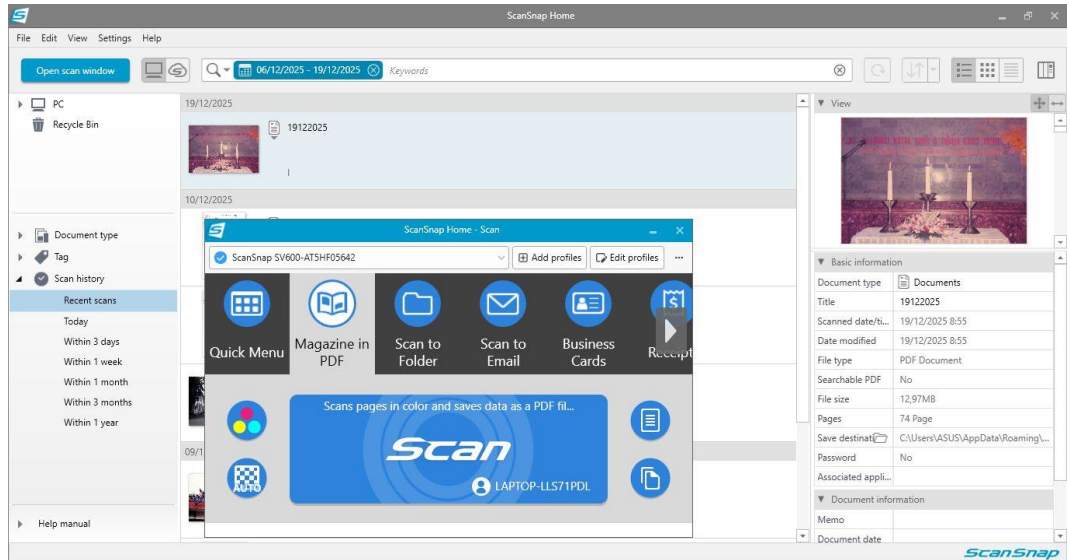 ScanSnap Home
File Edit View Settings Help
Open scan window
06/12/2025 - 19/12/2025
Keywords
PC
Recycle Bin
Document type
Tag
Scan history
Recent scans
Today
Within 3 days
Within 1 week
Within 1 month
Within 3 months
Within 1 year
Help manual
19/12/2025
19122025
10/12/2025
09/1
ScanSnap Home - Scan
ScanSnap SV600-AT5HF05642
Add profiles
Edit profiles
Quick Menu
Magazine in
PDF
Scan to
Folder
Scan to
Email
Business
Cards
Receipt
AUTO
Scans pages in color and saves data as a PDF fil...
Scan
LAPTOP-LLS71PDL
View
Basic information
Document type Documents
Title 19122025
Scanned date/ti... 19/12/2025 8:55
Date modified 19/12/2025 8:55
File type PDF Document
Searchable PDF No
File size 12,97MB
Pages 74 Page
Save destinati C:\Users\ASUS\AppData\Roaming\...
Password No
Associated appli...
Document information
Memo
Document date
ScanSnap